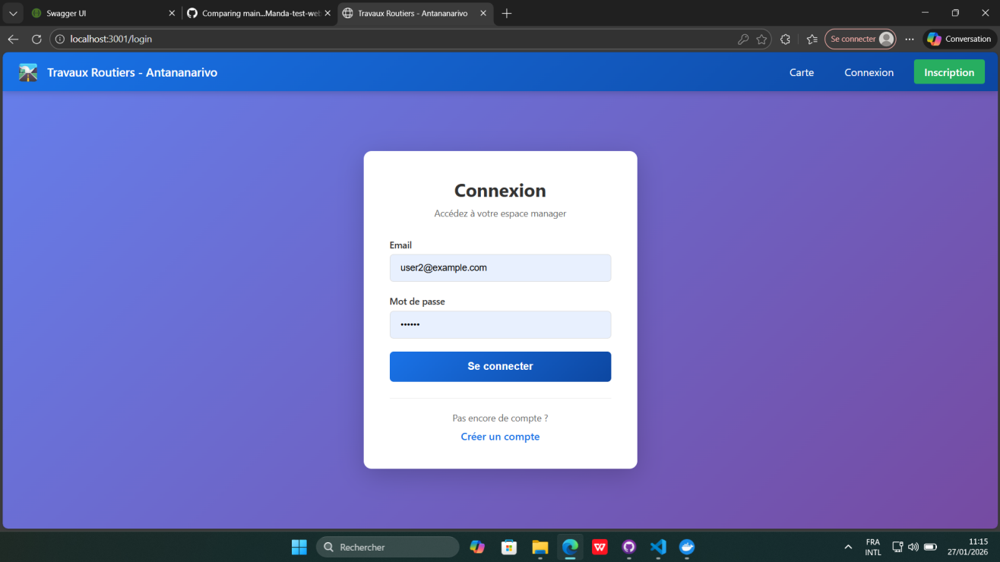 Swagger UI
Comparing main...Manda-test-web
Travaux Routiers - Antananarivo
localhost:3001/login
Se connecter
Conversation
Travaux Routiers - Antananarivo
Carte
Connexion
Inscription
Connexion
Accédez à votre espace manager
Email
user2@example.com
Mot de passe
••••••
Se connecter
Pas encore de compte ?
Créer un compte
Rechercher
W
FRA
INTL
11:15
27/01/2026